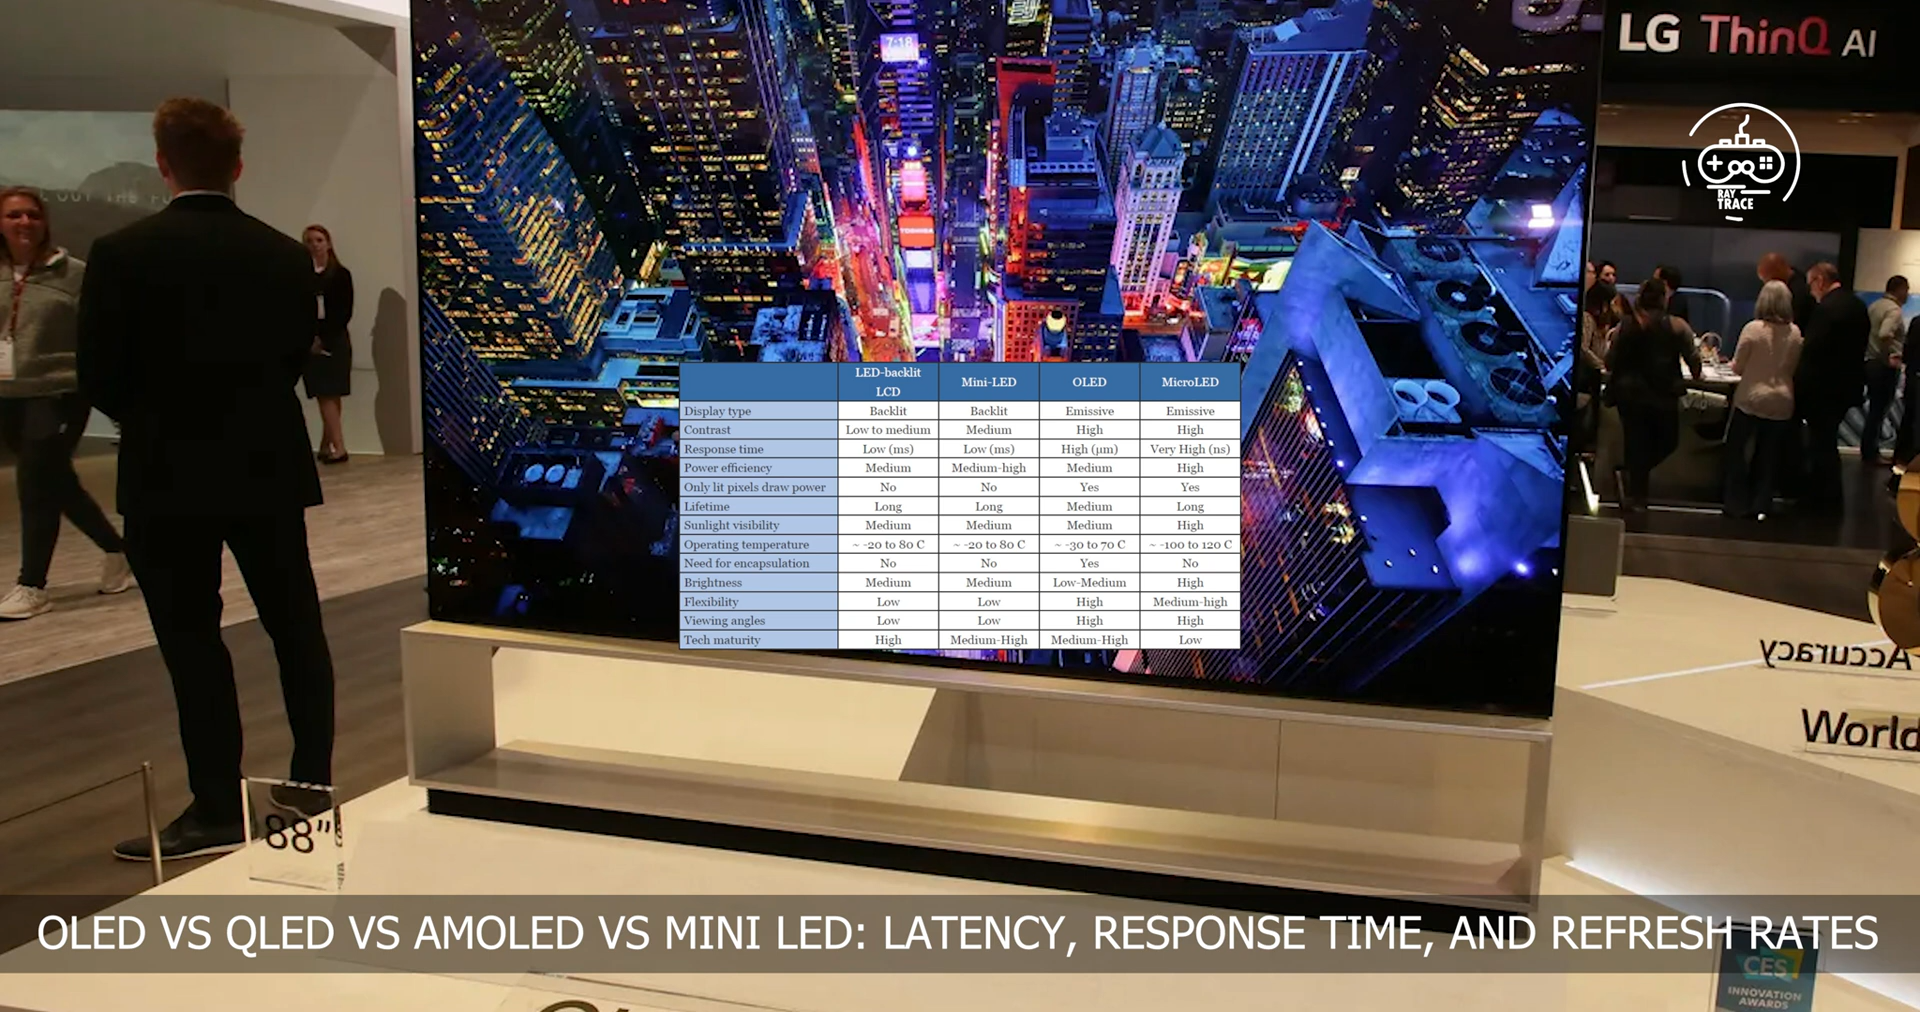 LG ThinQ AI
7:18
RAY
TRACE
TOSHIBA
LED-backlit LCD Mini-LED OLED MicroLED
Display type Backlit Backlit Emissive Emissive
Contrast Low to medium Medium High High
Response time Low (ms) Low (ms) High (μm) Very High (ns)
Power efficiency Medium Medium-high Medium High
Only lit pixels draw power No No Yes Yes
Lifetime Long Long Medium Long
Sunlight visibility Medium Medium Medium High
Operating temperature ~ -20 to 80 C ~ -20 to 80 C ~ -30 to 70 C ~ -100 to 120 C
Need for encapsulation No No Yes No
Brightness Medium Medium Low-Medium High
Flexibility Low Low High Medium-high
Viewing angles Low Low High High
Tech maturity High Medium-High Medium-High Low
Accuracy
World
88"
OLED VS QLED VS AMOLED VS MINI LED: LATENCY, RESPONSE TIME, AND REFRESH RATES
CES
INNOVATION
AWARDS